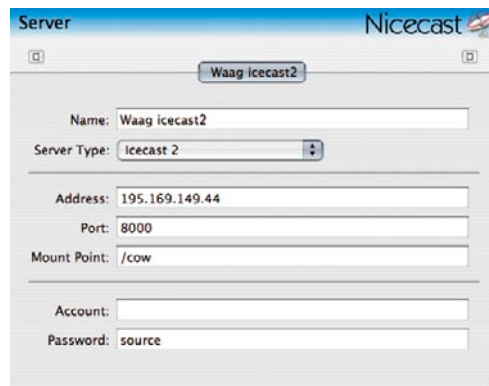 Server
Nicecast
Waag icecast2
Name: Waag icecast2
Server Type: Icecast 2
Address: 195.169.149.44
Port: 8000
Mount Point: /cow
Account:
Password: source